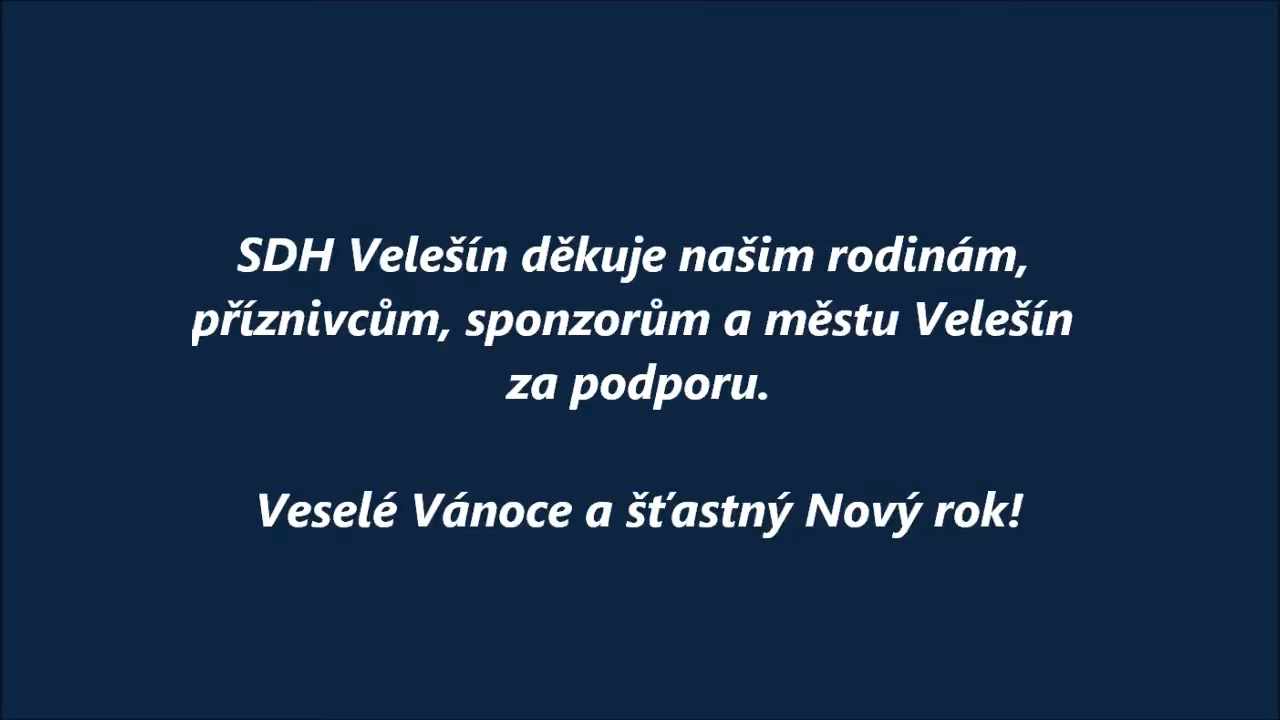 SDH Velešín děkuje našim rodinám,
příznivcům, sponzorům a městu Velešín
za podporu.
Veselé Vánoce a šťastný Nový rok!